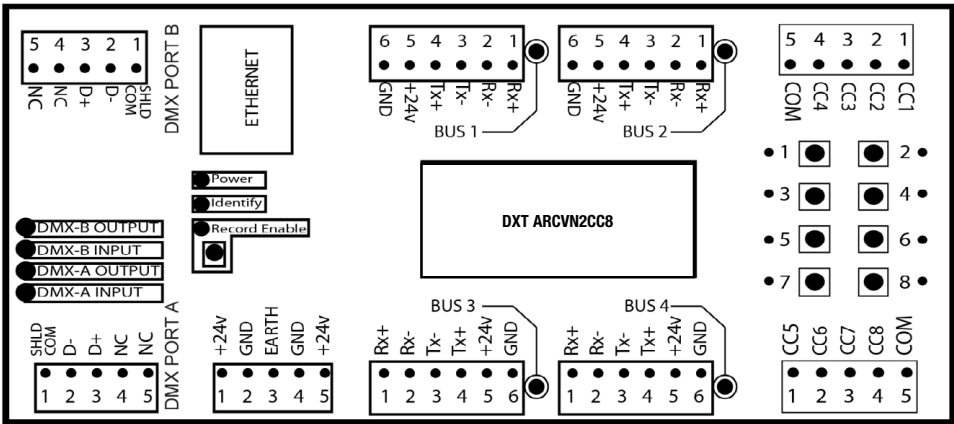 5 4 3 2 1
NC NC D+ D- SHLD COM
DMX PORT B
ETHERNET
6 5 4 3 2 1
GND +24v Tx+ Tx- Rx- Rx+
BUS 1
6 5 4 3 2 1
GND +24v Tx+ Tx- Rx- Rx+
BUS 2
5 4 3 2 1
COM CC4 CC3 CC2 CC1
Power
Identify
Record Enable
DMX-B OUTPUT
DMX-B INPUT
DMX-A OUTPUT
DMX-A INPUT
DXT ARCVN2CC8
1 2
3 4
5 6
7 8
SHLD COM D- D+ NC NC
1 2 3 4 5
DMX PORT A
+24v GND EARTH GND +24v
1 2 3 4 5
BUS 3
Rx+ Rx- Tx- Tx+ +24v GND
1 2 3 4 5 6
BUS 4
Rx+ Rx- Tx- Tx+ +24v GND
1 2 3 4 5 6
CC5 CC6 CC7 CC8 COM
1 2 3 4 5